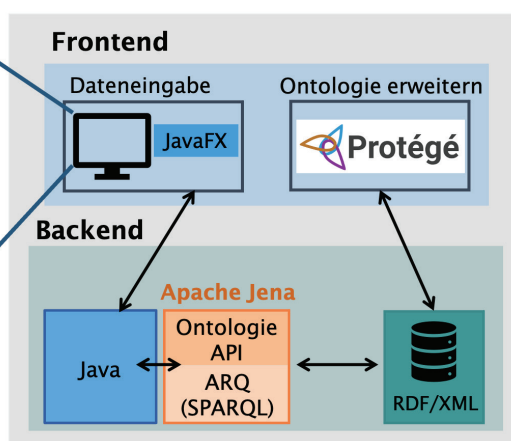 Frontend
Dateneingabe
Ontologie erweitern
JavaFX
Protégé
Backend
Apache Jena
Java
Ontologie
API
ARQ
(SPARQL)
RDF/XML